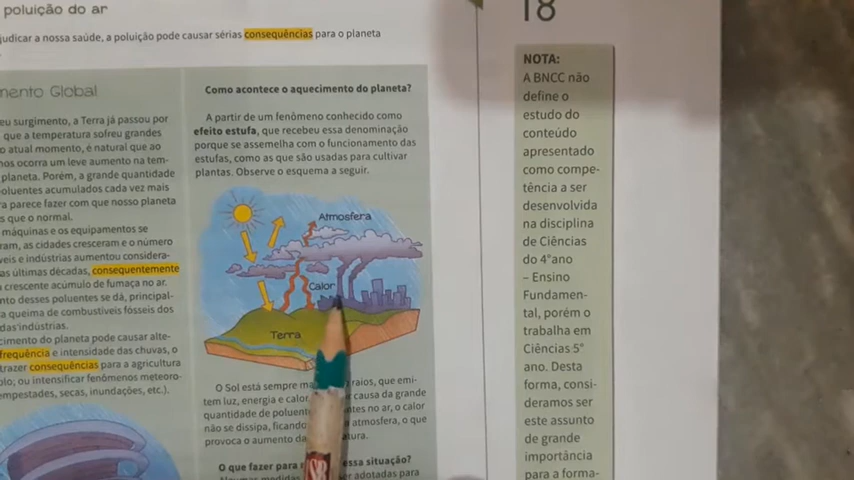 poluição do ar
judicar a nossa saúde, a poluição pode causar sérias consequências para o planeta
mento Global
eu surgimento, a Terra já passou por
que a temperatura sofreu grandes
o atual momento, é natural que ao
nos ocorra um leve aumento na tem-
planeta. Porém, a grande quantidade
oluentes acumulados cada vez mais
a parece fazer com que nosso planeta
s que o normal.
máquinas e os equipamentos se
ram, as cidades cresceram e o número
veis e indústrias aumentou considera-
as últimas décadas, consequentemente
crescente acúmulo de fumaça no ar.
nto desses poluentes se dá, principal-
a queima de combustíveis fósseis dos
das indústrias.
cimento do planeta pode causar alte-
frequência e intensidade das chuvas, o
trazer consequências para a agricultura
plo; ou intensificar fenômenos meteoro-
empestades, secas, inundações, etc.).
Como acontece o aquecimento do planeta?
A partir de um fenômeno conhecido como
efeito estufa, que recebeu essa denominação
porque se assemelha com o funcionamento das
estufas, como as que são usadas para cultivar
plantas. Observe o esquema a seguir.
Atmosfera
Calor
Terra
O Sol está sempre raios, que emi-
tem luz, energia e calor causa da grande
quantidade de poluentes no ar, o calor
não se dissipa, ficando atmosfera, o que
provoca o aumento da
O que fazer para essa situação?
Algumas medidas adotadas para
18
NOTA:
A BNCC não
define o
estudo do
conteúdo
apresentado
como compe-
tência a ser
desenvolvida
na disciplina
de Ciências
do 4°ano
– Ensino
Fundamen-
tal, porém o
trabalha em
Ciências 5°
ano. Desta
forma, consi-
deramos ser
este assunto
de grande
importância
para a forma-